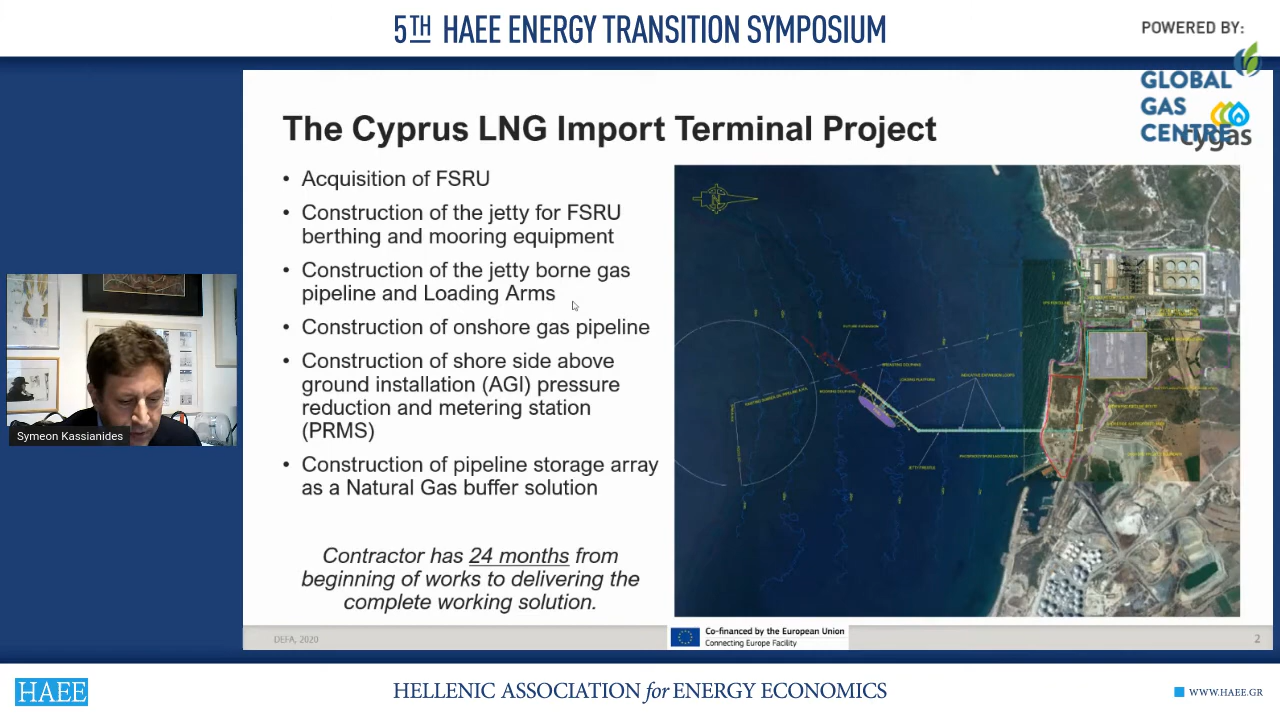 5TH HAEE ENERGY TRANSITION SYMPOSIUM
POWERED BY:
GLOBAL
GAS
CENTRE
cygas
The Cyprus LNG Import Terminal Project
• Acquisition of FSRU
• Construction of the jetty for FSRU
berthing and mooring equipment
• Construction of the jetty borne gas
pipeline and Loading Arms
• Construction of onshore gas pipeline
• Construction of shore side above
ground installation (AGI) pressure
reduction and metering station
(PRMS)
• Construction of pipeline storage array
as a Natural Gas buffer solution
Contractor has 24 months from
beginning of works to delivering the
complete working solution.
Symeon Kassianides
DEFA, 2020
Co-financed by the European Union
Connecting Europe Facility
2
HAEE
HELLENIC ASSOCIATION for ENERGY ECONOMICS
WWW.HAEE.GR